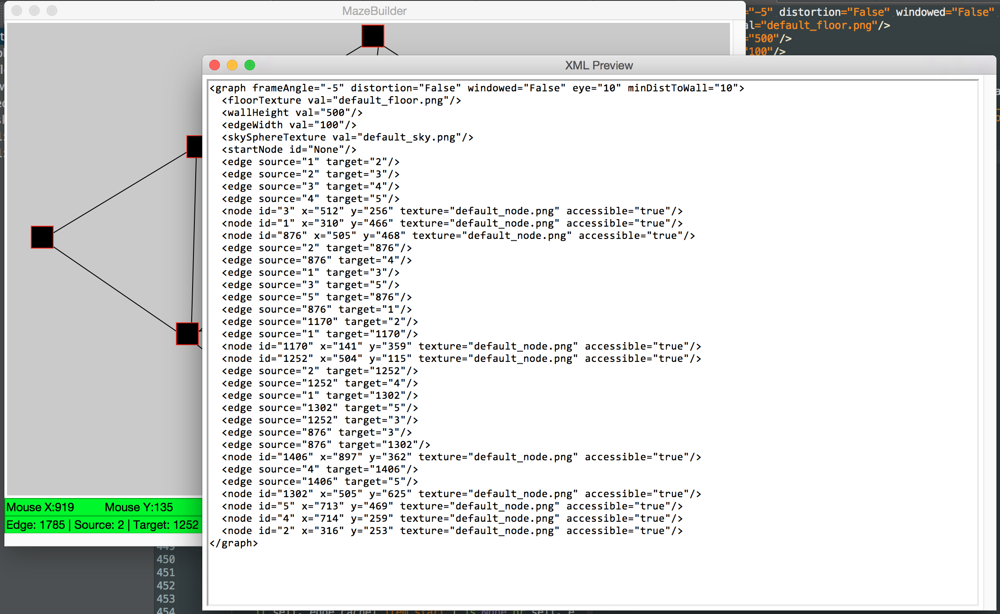 MazeBuilder
="-5" distortion="False" windowed="False"
al="default_floor.png"/>
="500"/>
"100"/>
XML Preview
<graph frameAngle="-5" distortion="False" windowed="False" eye="10" minDistToWall="10">
  <floorTexture val="default_floor.png"/>
  <wallHeight val="500"/>
  <edgeWidth val="100"/>
  <skySphereTexture val="default_sky.png"/>
  <startNode id="None"/>
  <edge source="1" target="2"/>
  <edge source="2" target="3"/>
  <edge source="3" target="4"/>
  <edge source="4" target="5"/>
  <node id="3" x="512" y="256" texture="default_node.png" accessible="true"/>
  <node id="1" x="310" y="466" texture="default_node.png" accessible="true"/>
  <node id="876" x="505" y="468" texture="default_node.png" accessible="true"/>
  <edge source="2" target="876"/>
  <edge source="876" target="4"/>
  <edge source="1" target="3"/>
  <edge source="3" target="5"/>
  <edge source="5" target="876"/>
  <edge source="876" target="1"/>
  <edge source="1170" target="2"/>
  <edge source="1" target="1170"/>
  <node id="1170" x="141" y="359" texture="default_node.png" accessible="true"/>
  <node id="1252" x="504" y="115" texture="default_node.png" accessible="true"/>
  <edge source="2" target="1252"/>
  <edge source="1252" target="4"/>
  <edge source="1" target="1302"/>
  <edge source="1302" target="5"/>
  <edge source="1252" target="3"/>
  <edge source="876" target="3"/>
  <edge source="876" target="1302"/>
  <node id="1406" x="897" y="362" texture="default_node.png" accessible="true"/>
  <edge source="4" target="1406"/>
  <edge source="1406" target="5"/>
  <node id="1302" x="505" y="625" texture="default_node.png" accessible="true"/>
  <node id="5" x="713" y="469" texture="default_node.png" accessible="true"/>
  <node id="4" x="714" y="259" texture="default_node.png" accessible="true"/>
  <node id="2" x="316" y="253" texture="default_node.png" accessible="true"/>
</graph>
Mouse X:919 Mouse Y:135
Edge: 1785 | Source: 2 | Target: 1252
449
450
451
452
453
454